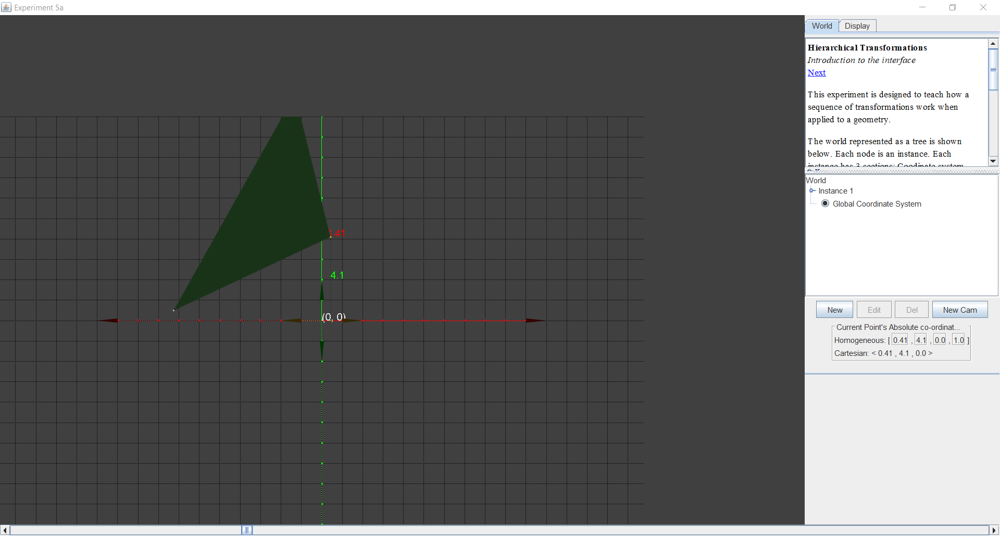 Experiment 5a
World Display
Hierarchical Transformations
Introduction to the interface
Next
This experiment is designed to teach how a
sequence of transformations work when
applied to a geometry.
The world represented as a tree is shown
below. Each node is an instance. Each
instance has 3 sections: Coodinate system
World
Instance 1
Global Coordinate System
New Edit Del New Cam
Current Point's Absolute co-ordinat...
Homogeneous: [ 0.41 , 4.1 , 0.0 , 1.0 ]
Cartesian: < 0.41 , 4.1 , 0.0 >
.41
4.1
(0, 0)